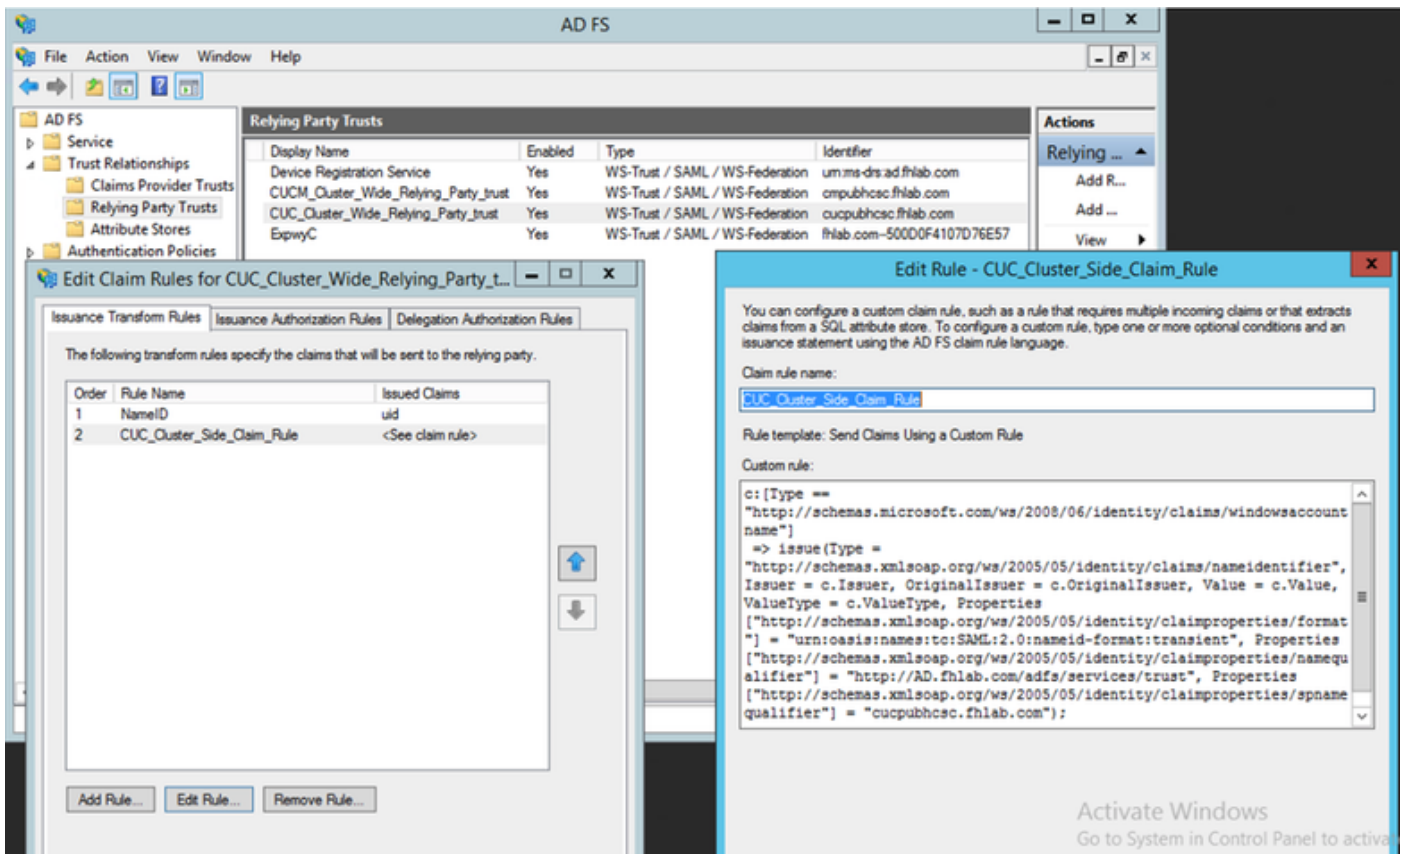 AD FS
File Action View Window Help
AD FS
Service
Trust Relationships
Claims Provider Trusts
Relying Party Trusts
Attribute Stores
Authentication Policies
Relying Party Trusts
Display Name Enabled Type Identifier
Device Registration Service Yes WS-Trust / SAML / WS-Federation urn:ms-drs:ad.fhlab.com
CUCM_Cluster_Wide_Relying_Party_trust Yes WS-Trust / SAML / WS-Federation cmpubhcsc.fhlab.com
CUC_Cluster_Wide_Relying_Party_trust Yes WS-Trust / SAML / WS-Federation cucpubhcsc.fhlab.com
ExpwyC Yes WS-Trust / SAML / WS-Federation fhlab.com--500D0F4107D76E57
Actions
Relying ...
Add R...
Add ...
View
Edit Claim Rules for CUC_Cluster_Wide_Relying_Party_t...
Issuance Transform Rules Issuance Authorization Rules Delegation Authorization Rules
The following transform rules specify the claims that will be sent to the relying party.
Order Rule Name Issued Claims
1 NameID uid
2 CUC_Cluster_Side_Claim_Rule <See claim rule>
Add Rule... Edit Rule... Remove Rule...
Edit Rule - CUC_Cluster_Side_Claim_Rule
You can configure a custom claim rule, such as a rule that requires multiple incoming claims or that extracts
claims from a SQL attribute store. To configure a custom rule, type one or more optional conditions and an
issuance statement using the AD FS claim rule language.
Claim rule name:
CUC_Cluster_Side_Claim_Rule
Rule template: Send Claims Using a Custom Rule
Custom rule:
c:[Type ==
"http://schemas.microsoft.com/ws/2008/06/identity/claims/windowsaccount
name"]
=> issue(Type =
"http://schemas.xmlsoap.org/ws/2005/05/identity/claims/nameidentifier",
Issuer = c.Issuer, OriginalIssuer = c.OriginalIssuer, Value = c.Value,
ValueType = c.ValueType, Properties
["http://schemas.xmlsoap.org/ws/2005/05/identity/claimproperties/format
"] = "urn:oasis:names:tc:SAML:2.0:nameid-format:transient", Properties
["http://schemas.xmlsoap.org/ws/2005/05/identity/claimproperties/namequ
alifier"] = "http://AD.fhlab.com/adfs/services/trust", Properties
["http://schemas.xmlsoap.org/ws/2005/05/identity/claimproperties/spname
qualifier"] = "cucpubhcsc.fhlab.com");
Activate Windows
Go to System in Control Panel to activa